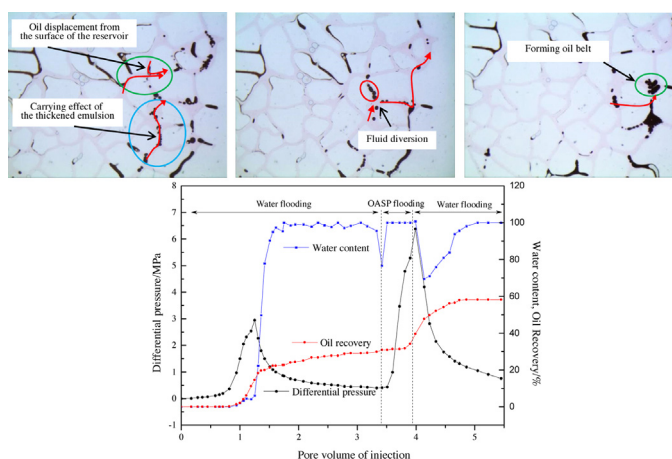 Oil displacement from
the surface of the reservoir
Carrying effect of
the thickened emulsion
Fluid diversion
Forming oil belt
Water flooding
OASP flooding
Water flooding
Water content
Oil recovery
Differential pressure
Differential pressure/MPa
8
7
6
5
4
3
2
1
0
-1
Water content, Oil Recovery/%
120
100
80
60
40
20
0
0 1 2 3 4 5
Pore volume of injection